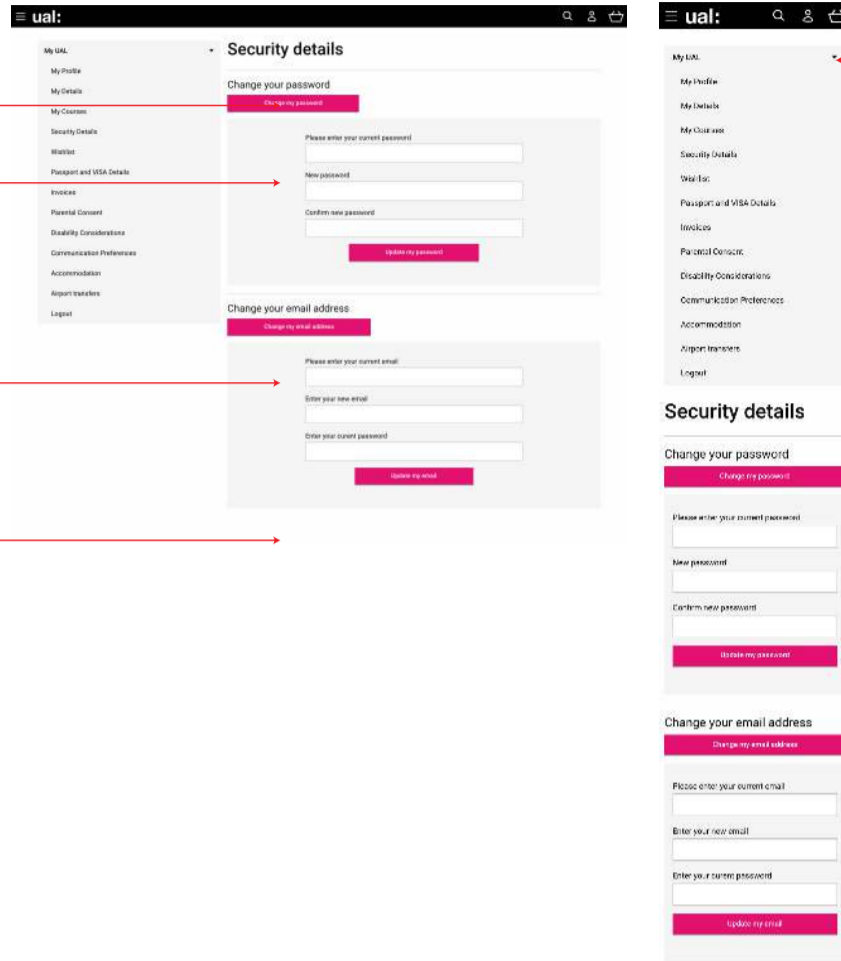 ual:
My UAL
My Profile
My Details
My Courses
Security Details
Wishlist
Passport and VISA Details
Invoices
Parental Consent
Disability Considerations
Communication Preferences
Accommodation
Airport transfers
Logout
Security details
Change your password
Change my password
Please enter your current password
New password
Confirm new password
Update my password
Change your email address
Change my email address
Please enter your current email
Enter your new email
Enter your curent password
Update my email
ual:
My UAL
My Profile
My Details
My Courses
Security Details
Wishlist
Passport and VISA Details
Invoices
Parental Consent
Disability Considerations
Communication Preferences
Accommodation
Airport transfers
Logout
Security details
Change your password
Change my password
Please enter your current password
New password
Confirm new password
Update my password
Change your email address
Change my email address
Please enter your current email
Enter your new email
Enter your curent password
Update my email